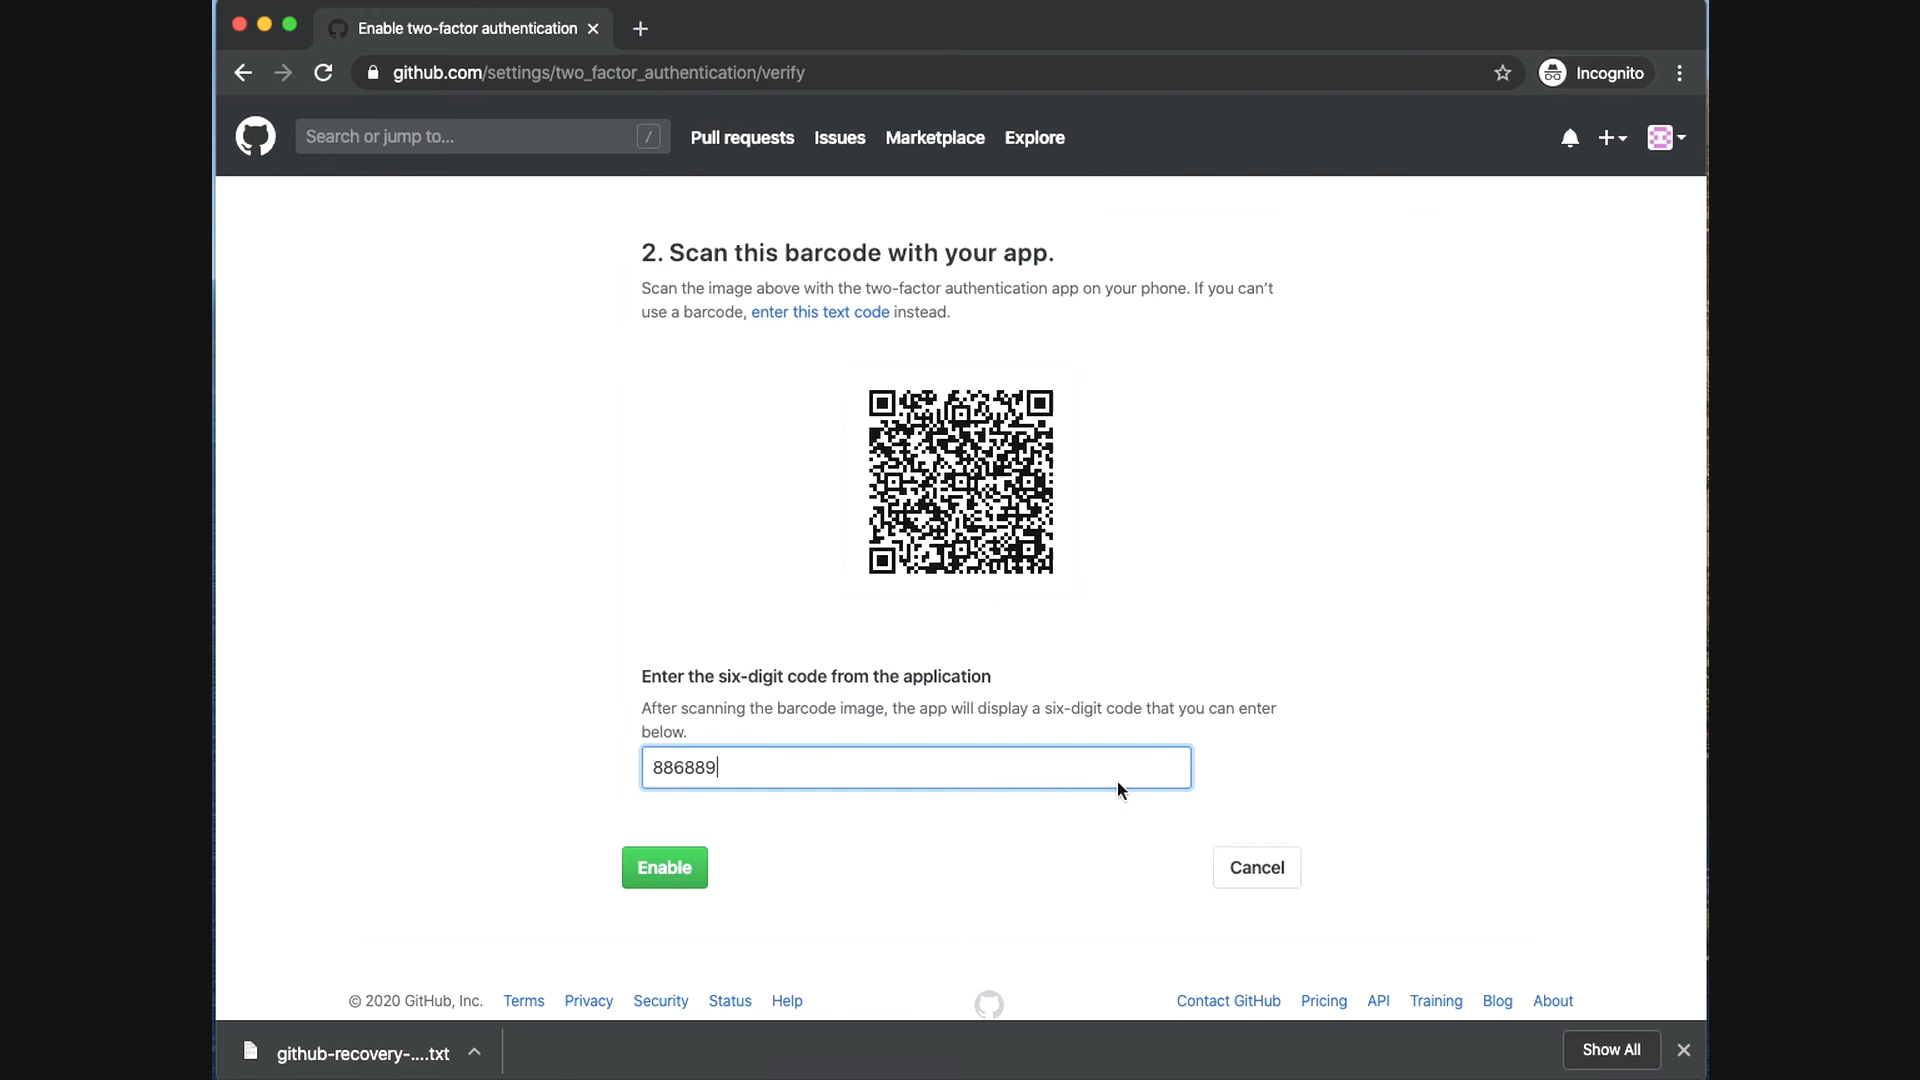 Enable two-factor authentication
github.com/settings/two_factor_authentication/verify
Incognito
Search or jump to...
/
Pull requests Issues Marketplace Explore
2. Scan this barcode with your app.
Scan the image above with the two-factor authentication app on your phone. If you can't
use a barcode, enter this text code instead.
Enter the six-digit code from the application
After scanning the barcode image, the app will display a six-digit code that you can enter
below.
886889
Enable
Cancel
© 2020 GitHub, Inc. Terms Privacy Security Status Help
Contact GitHub Pricing API Training Blog About
github-recovery-....txt
Show All